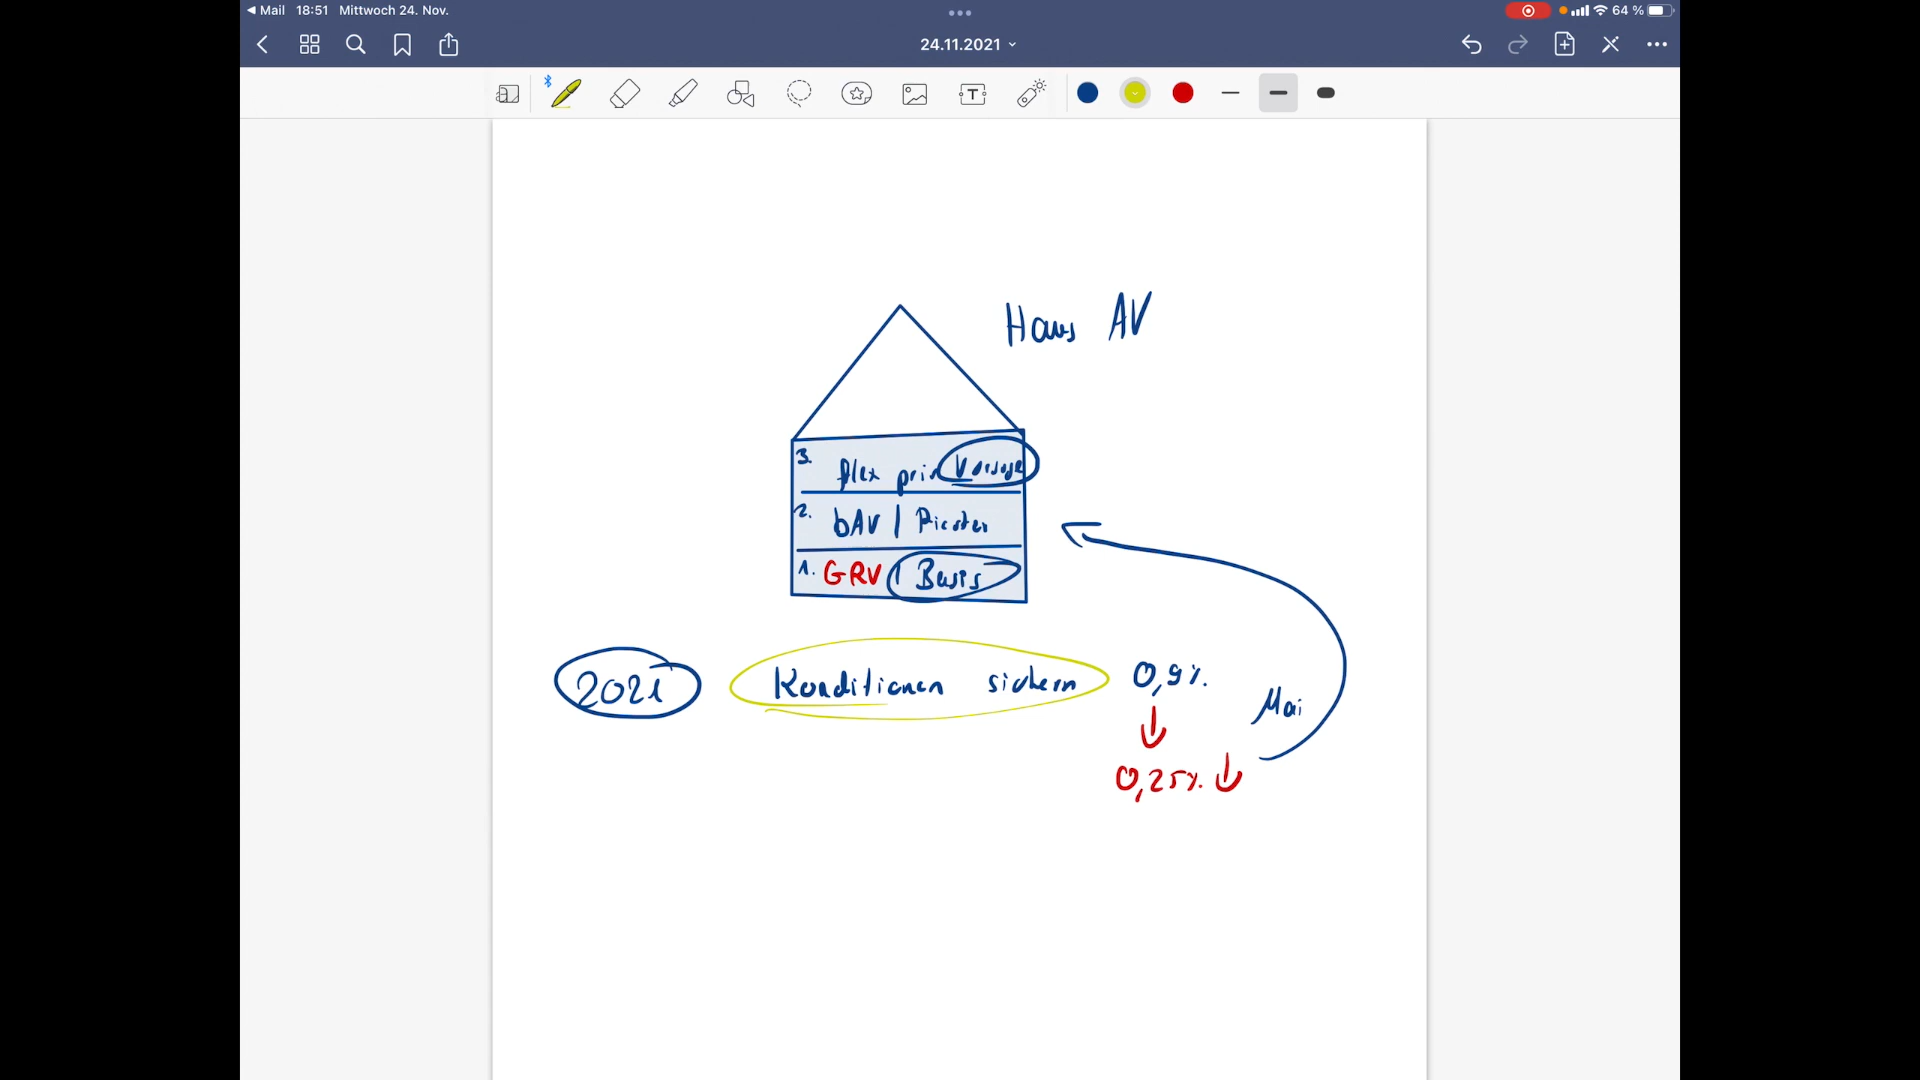 Mail 18:51 Mittwoch 24. Nov. 64 %
24.11.2021
T
Haus AV
3. flex priv Vorsorge
2. bAV | Riester
1. GRV | Basis
2021 Konditionen sichern 0,9%.
Mai
0,25%.